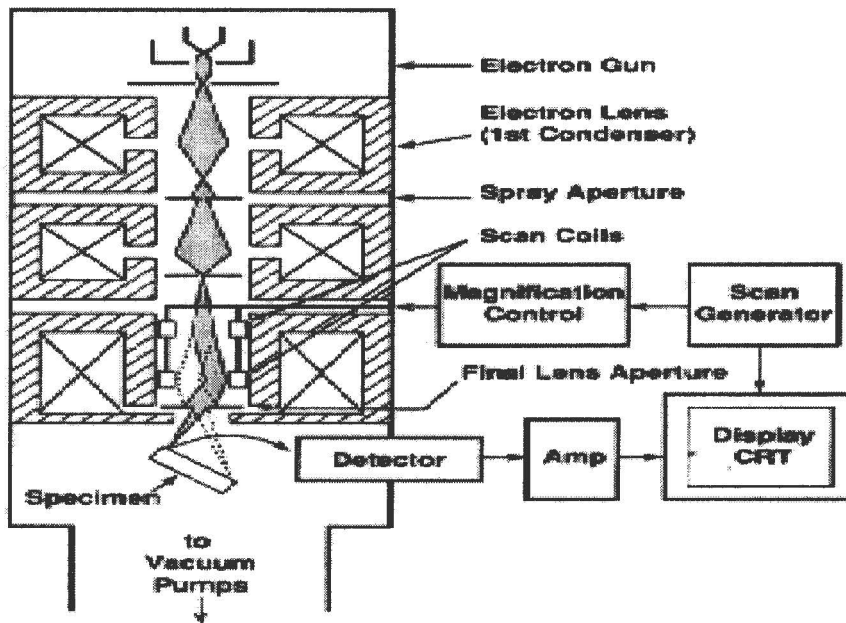 Electron Gun
Electron Lens
(1st Condenser)
Spray Aperture
Scan Coils
Magnification
Control
Scan
Generator
Final Lens Aperture
Detector
Amp
Display
CRT
Specimen
to
Vacuum
Pumps